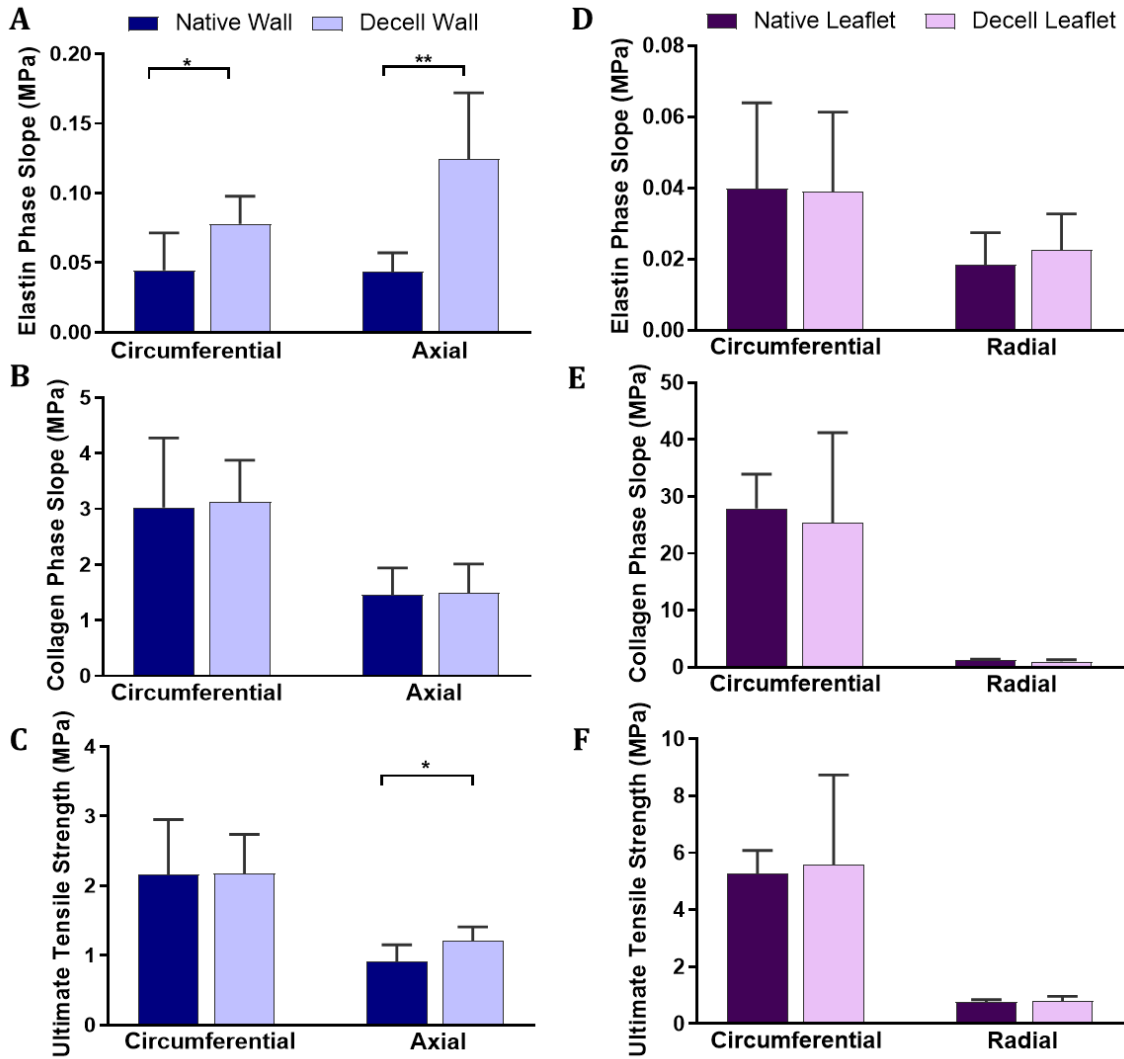 A
Native Wall Decell Wall
Elastin Phase Slope (MPa)
0.20
0.15
0.10
0.05
0.00
*
**
Circumferential Axial
B
Collagen Phase Slope (MPa)
5
4
3
2
1
0
Circumferential Axial
C
Ultimate Tensile Strength (MPa)
4
3
2
1
0
*
Circumferential Axial
D
Native Leaflet Decell Leaflet
Elastin Phase Slope (MPa)
0.08
0.06
0.04
0.02
0.00
Circumferential Radial
E
Collagen Phase Slope (MPa)
50
40
30
20
10
0
Circumferential Radial
F
Ultimate Tensile Strength (MPa)
10
8
6
4
2
0
Circumferential Radial